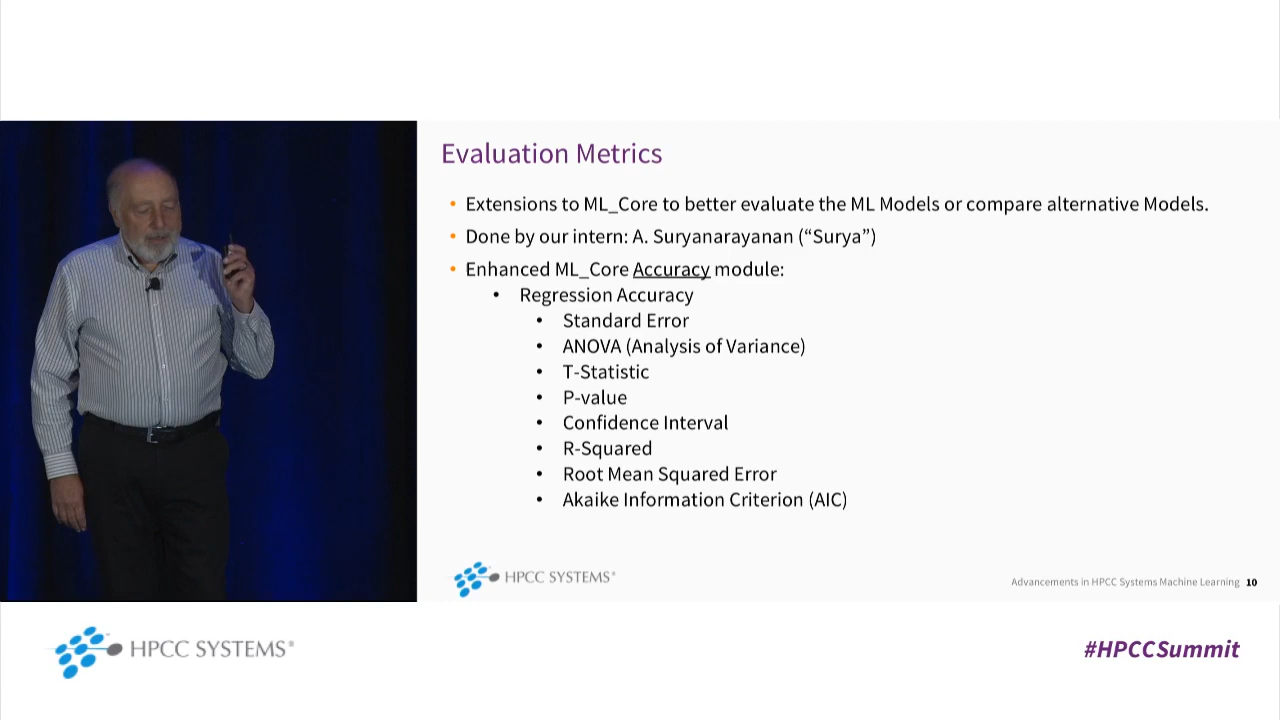 Evaluation Metrics
• Extensions to ML_Core to better evaluate the ML Models or compare alternative Models.
• Done by our intern: A. Suryanarayanan (“Surya”)
• Enhanced ML_Core Accuracy module:
• Regression Accuracy
• Standard Error
• ANOVA (Analysis of Variance)
• T-Statistic
• P-value
• Confidence Interval
• R-Squared
• Root Mean Squared Error
• Akaike Information Criterion (AIC)
HPCC SYSTEMS®
Advancements in HPCC Systems Machine Learning 10
HPCC SYSTEMS®
#HPCCSummit